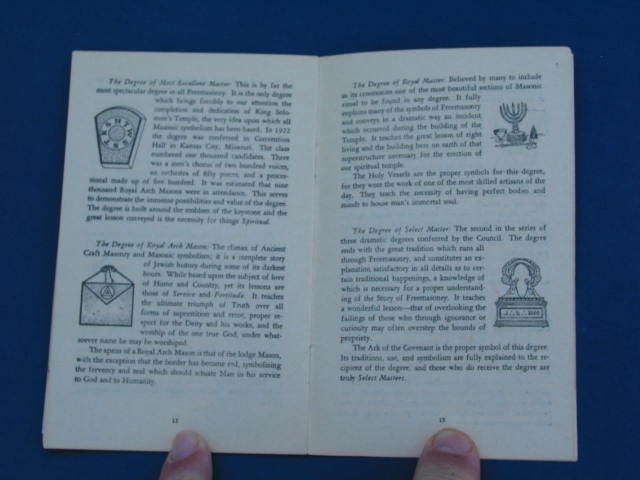 The Degree of Most Excellent Master: This is by far the
most spectacular degree in all Freemasonry. It is the only degree
which brings forcibly to our attention the
completion and dedication of King Solo-
mon's Temple, the very idea upon which all
Masonic symbolism has been based. In 1922
the degree was conferred in Convention
Hall in Kansas City, Missouri. The class
numbered one thousand candidates. There
was a men's chorus of two hundred voices,
an orchestra of fifty pieces, and a proces-
sional made up of five hundred. It was estimated that nine
thousand Royal Arch Masons were in attendance. This serves
to demonstrate the immense possibilities and value of the degree.
The degree is built around the emblem of the keystone and the
great lesson conveyed is the necessity for things Spiritual.
The Degree of Royal Arch Mason: The climax of Ancient
Craft Masonry and Masonic symbolism; it is a complete story
of Jewish history during some of its darkest
hours. While based upon the subject of love
of Home and Country, yet its lessons are
those of Service and Fortitude. It teaches
the ultimate triumph of Truth over all
forms of superstition and error, proper re-
spect for the Deity and his works, and the
worship of the one true God, under what-
soever name he may be worshiped.
The apron of a Royal Arch Mason is that of the lodge Mason,
with the exception that the border has become red, symbolizing
the fervency and zeal which should actuate Man in his service
to God and to Humanity.
12
The Degree of Royal Master: Believed by many to include
in its ceremonies one of the most beautiful sections of Masonic
ritual to be found in any degree. It fully
explains many of the symbols of Freemasonry
and conveys in a dramatic way an incident
which occurred during the building of the
Temple. It teaches the great lesson of right
living and the building here on earth of that
superstructure necessary for the erection of
our spiritual temple.
The Holy Vessels are the proper symbols for this degree,
for they were the work of one of the most skilled artisans of the
day. They teach the necessity of having perfect bodies and
minds to house man's immortal soul.
The Degree of Select Master: The second in the series of
three dramatic degrees conferred by the Council. The degree
ends with the great tradition which runs all
through Freemasonry, and constitutes an ex-
planation satisfactory in all details as to cer-
tain traditional happenings, a knowledge of
which is necessary for a proper understand-
ing of the Story of Freemasonry. It teaches
a wonderful lesson—that of overlooking the
failings of those who through ignorance or
curiosity may often overstep the bounds of
propriety.
The Ark of the Covenant is the proper symbol of this degree.
Its traditions, use, and symbolism are fully explained to the re-
cipient of the degree, and those who do receive the degree are
truly Select Masters.
13